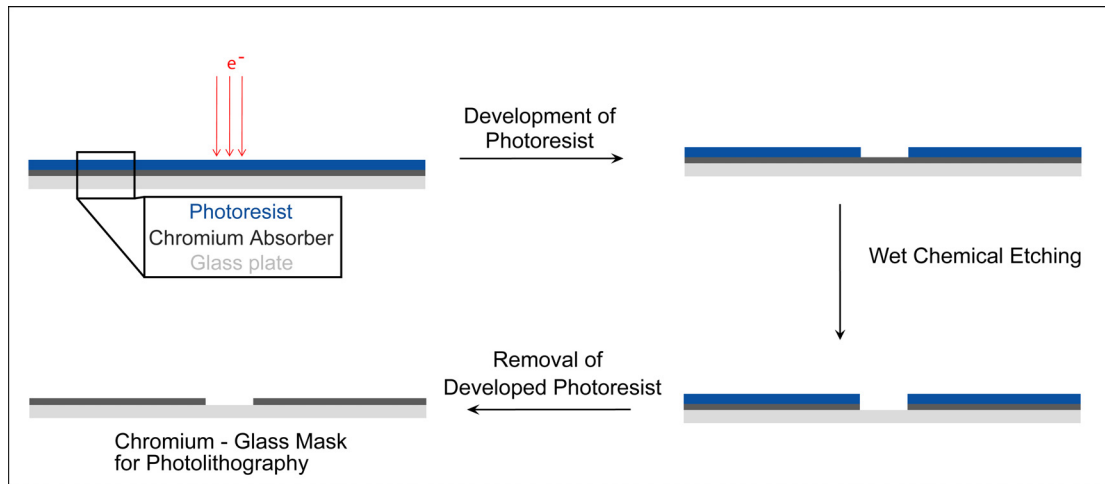 e⁻
Development of
Photoresist
Photoresist
Chromium Absorber
Glass plate
Wet Chemical Etching
Removal of
Developed Photoresist
Chromium - Glass Mask
for Photolithography